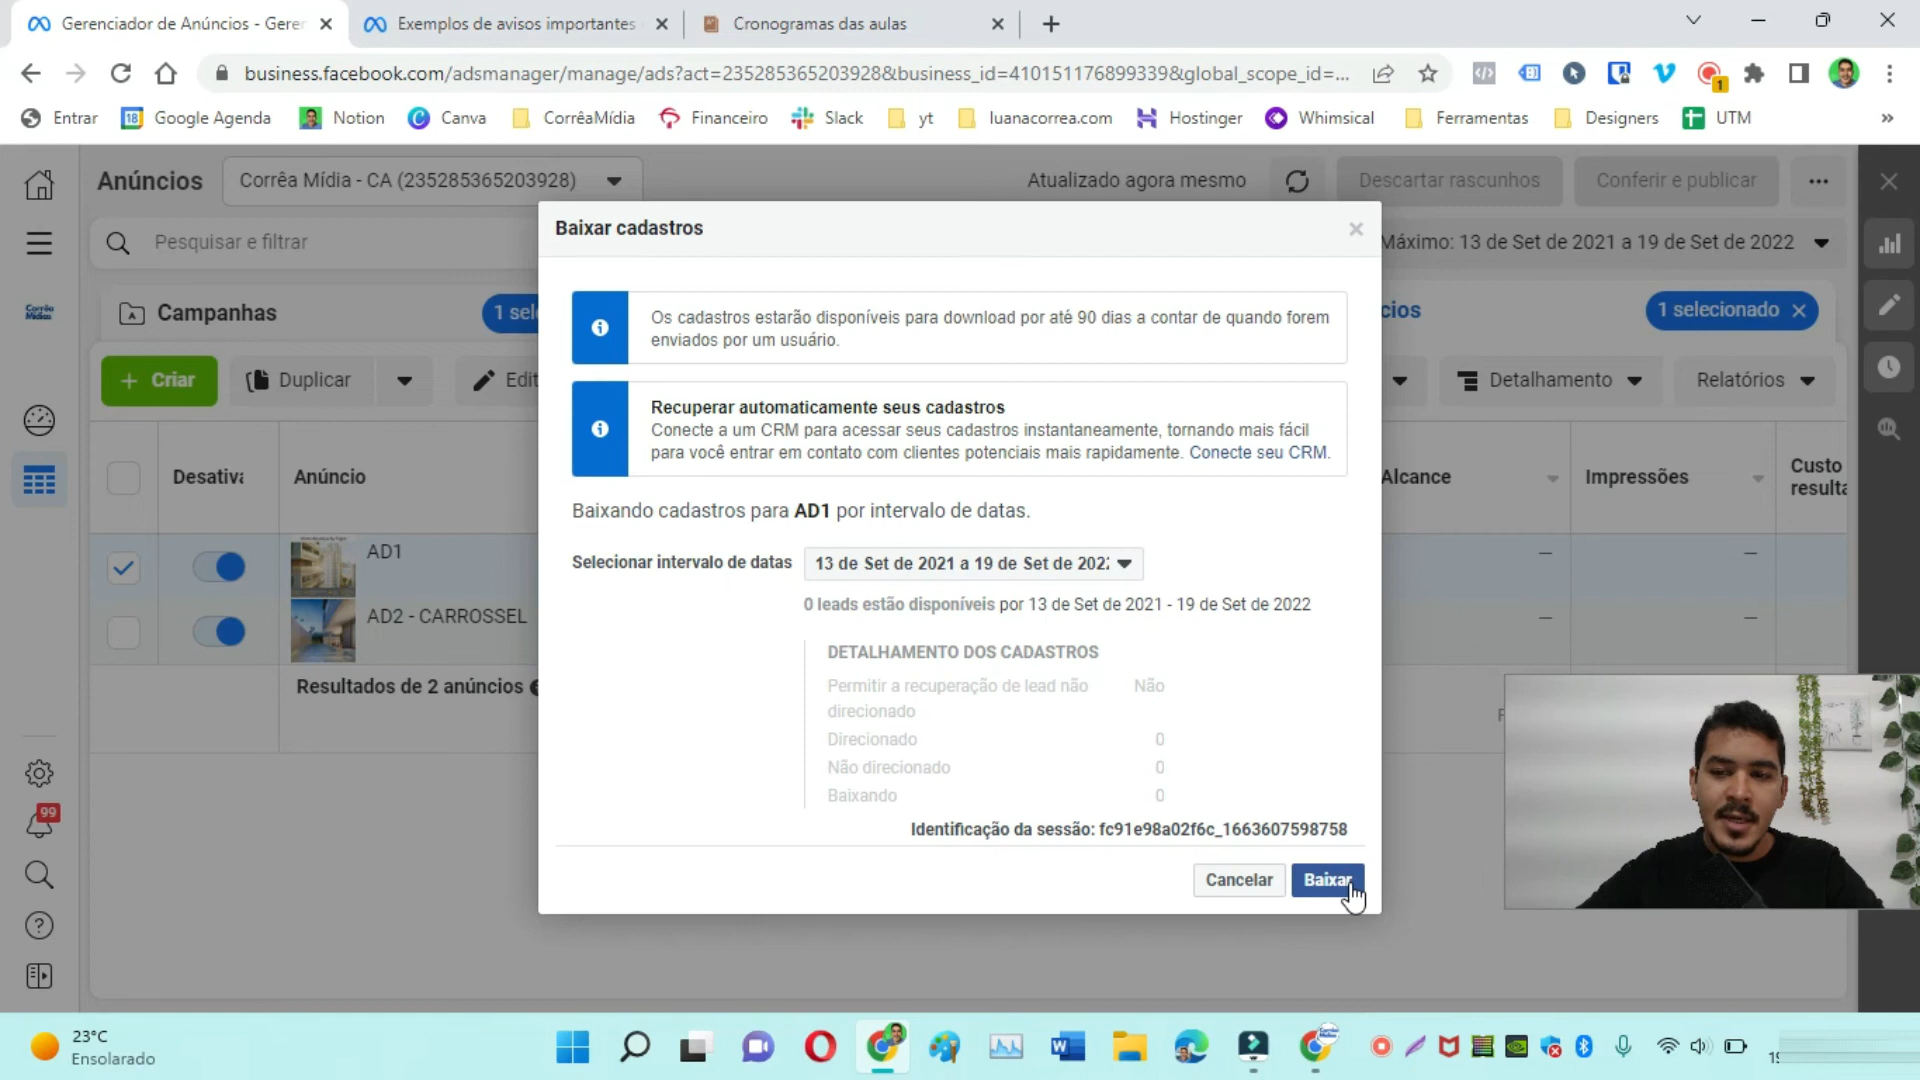 Gerenciador de Anúncios - Geren
Exemplos de avisos importantes
Cronogramas das aulas
business.facebook.com/adsmanager/manage/ads?act=235285365203928&business_id=410151176899339&global_scope_id=...
1
Entrar
18
Google Agenda
Notion
Canva
CorrêaMídia
Financeiro
Slack
yt
luanacorrea.com
Hostinger
Whimsical
Ferramentas
Designers
UTM
»
Anúncios
Corrêa Mídia - CA (235285365203928)
Atualizado agora mesmo
Descartar rascunhos
Conferir e publicar
Pesquisar e filtrar
Máximo: 13 de Set de 2021 a 19 de Set de 2022
Corrêa
Mídias
Campanhas
1 sel
cios
1 selecionado
+ Criar
Duplicar
Edit
Detalhamento
Relatórios
Desativa
Anúncio
Alcance
Impressões
Custo
resulta
AD1
—
—
AD2 - CARROSSEL
—
—
Resultados de 2 anúncios
99
Baixar cadastros
Os cadastros estarão disponíveis para download por até 90 dias a contar de quando forem
enviados por um usuário.
Recuperar automaticamente seus cadastros
Conecte a um CRM para acessar seus cadastros instantaneamente, tornando mais fácil
para você entrar em contato com clientes potenciais mais rapidamente. Conecte seu CRM.
Baixando cadastros para AD1 por intervalo de datas.
Selecionar intervalo de datas
13 de Set de 2021 a 19 de Set de 202
0 leads estão disponíveis por 13 de Set de 2021 - 19 de Set de 2022
DETALHAMENTO DOS CADASTROS
Permitir a recuperação de lead não
direcionado
Não
Direcionado
0
Não direcionado
0
Baixando
0
Identificação da sessão: fc91e98a02f6c_1663607598758
Cancelar
Baixar
23°C
Ensolarado